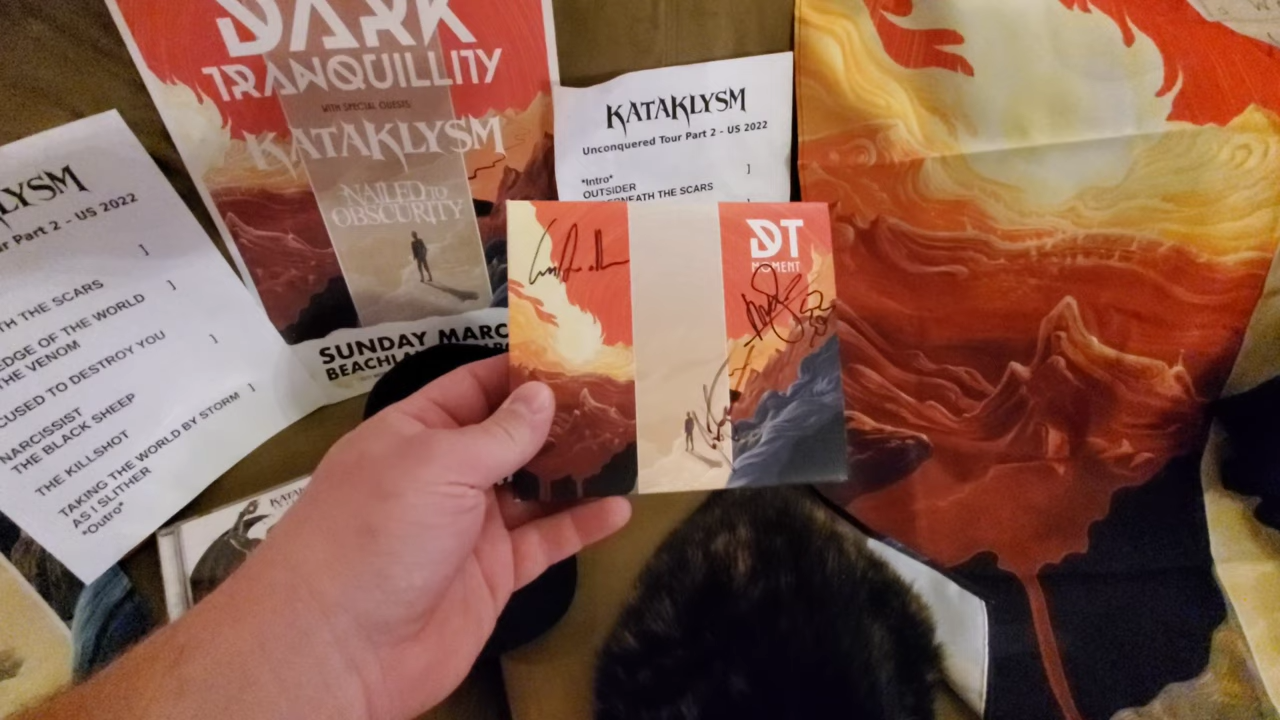 DARK
TRANQUILLITY
WITH SPECIAL GUESTS:
KATAKLYSM
NAILED TO
OBSCURITY
SUNDAY MARC
BEACHLA
KATAKLYSM
Unconquered Tour Part 2 - US 2022
*Intro* ]
OUTSIDER
NEATH THE SCARS
LYSM
ur Part 2 - US 2022
]
TH THE SCARS
EDGE OF THE WORLD ]
THE VENOM
CUSED TO DESTROY YOU ]
NARCISSIST
THE BLACK SHEEP
THE KILLSHOT
TAKING THE WORLD BY STORM ]
AS I SLITHER
*Outro*
DT
MOMENT
KATA